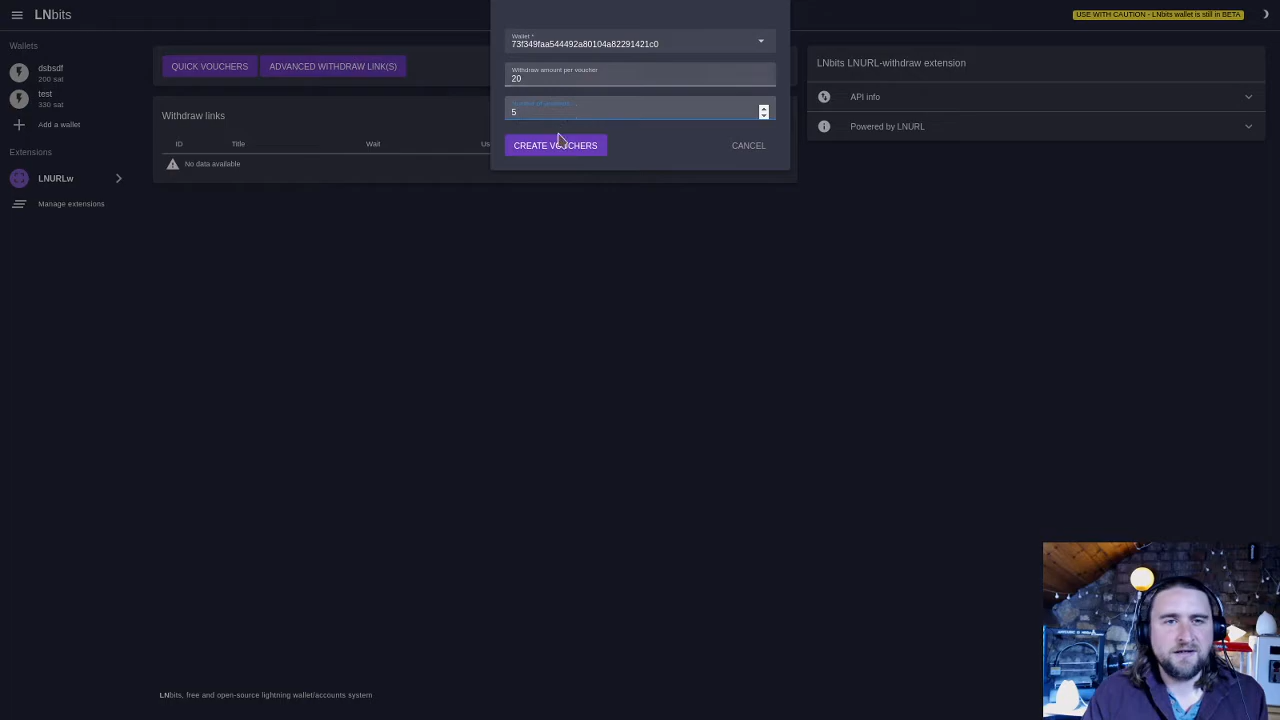 LNbits
USE WITH CAUTION - LNbits wallet is still in BETA
Wallets
dsbsdf
200 sat
test
330 sat
Add a wallet
Extensions
LNURLw
Manage extensions
QUICK VOUCHERS
ADVANCED WITHDRAW LINK(S)
Withdraw links
ID Title Wait
No data available
Wallet *
73f349faa544492a80104a82291421c0
Withdraw amount per voucher
20
Number of
5
CREATE VOUCHERS
CANCEL
LNbits LNURL-withdraw extension
API info
Powered by LNURL
LNbits, free and open-source lightning wallet/accounts system